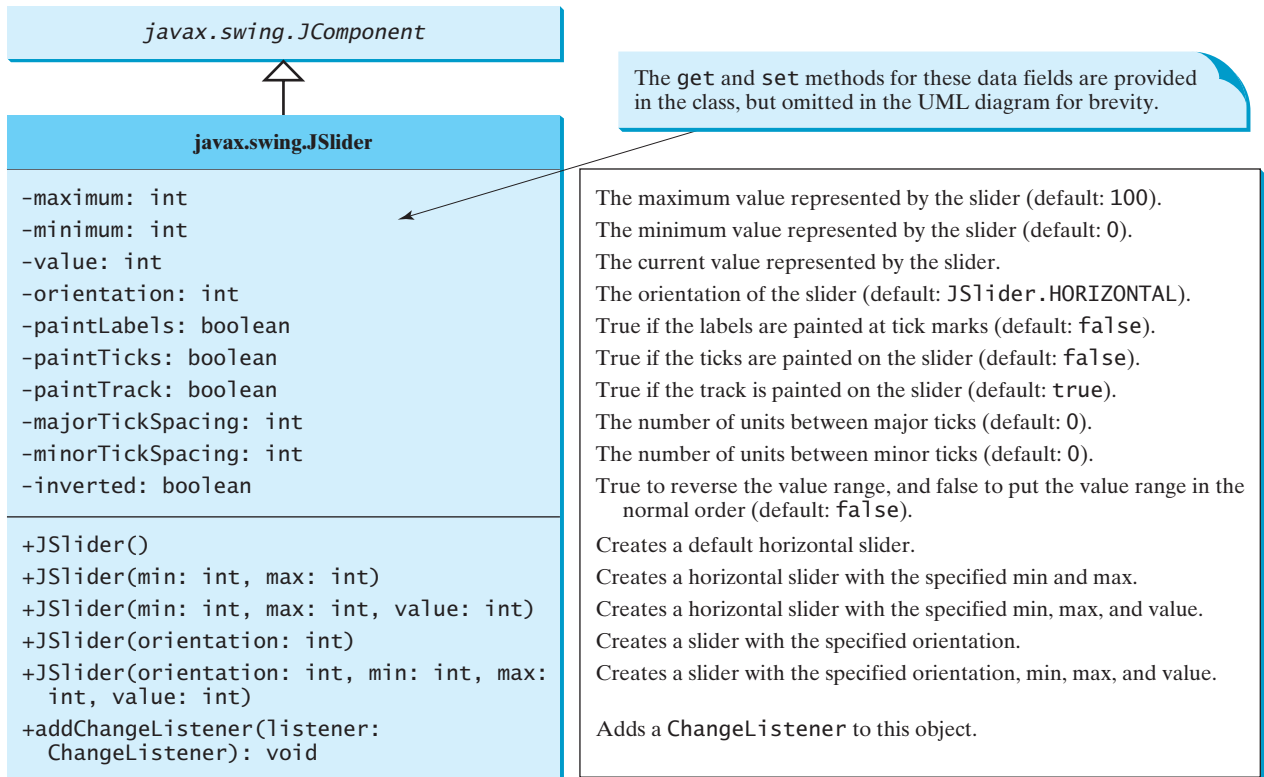 javax.swing.JComponent
The get and set methods for these data fields are provided
in the class, but omitted in the UML diagram for brevity.
javax.swing.JSlider
-maximum: int
The maximum value represented by the slider (default: 100).
-minimum: int
The minimum value represented by the slider (default: 0).
-value: int
The current value represented by the slider.
-orientation: int
The orientation of the slider (default: JSlider.HORIZONTAL).
-paintLabels: boolean
True if the labels are painted at tick marks (default: false).
-paintTicks: boolean
True if the ticks are painted on the slider (default: false).
-paintTrack: boolean
True if the track is painted on the slider (default: true).
-majorTickSpacing: int
The number of units between major ticks (default: 0).
-minorTickSpacing: int
The number of units between minor ticks (default: 0).
-inverted: boolean
True to reverse the value range, and false to put the value range in the
normal order (default: false).
+JSlider()
Creates a default horizontal slider.
+JSlider(min: int, max: int)
Creates a horizontal slider with the specified min and max.
+JSlider(min: int, max: int, value: int)
Creates a horizontal slider with the specified min, max, and value.
+JSlider(orientation: int)
Creates a slider with the specified orientation.
+JSlider(orientation: int, min: int, max:
int, value: int)
Creates a slider with the specified orientation, min, max, and value.
+addChangeListener(listener:
ChangeListener): void
Adds a ChangeListener to this object.